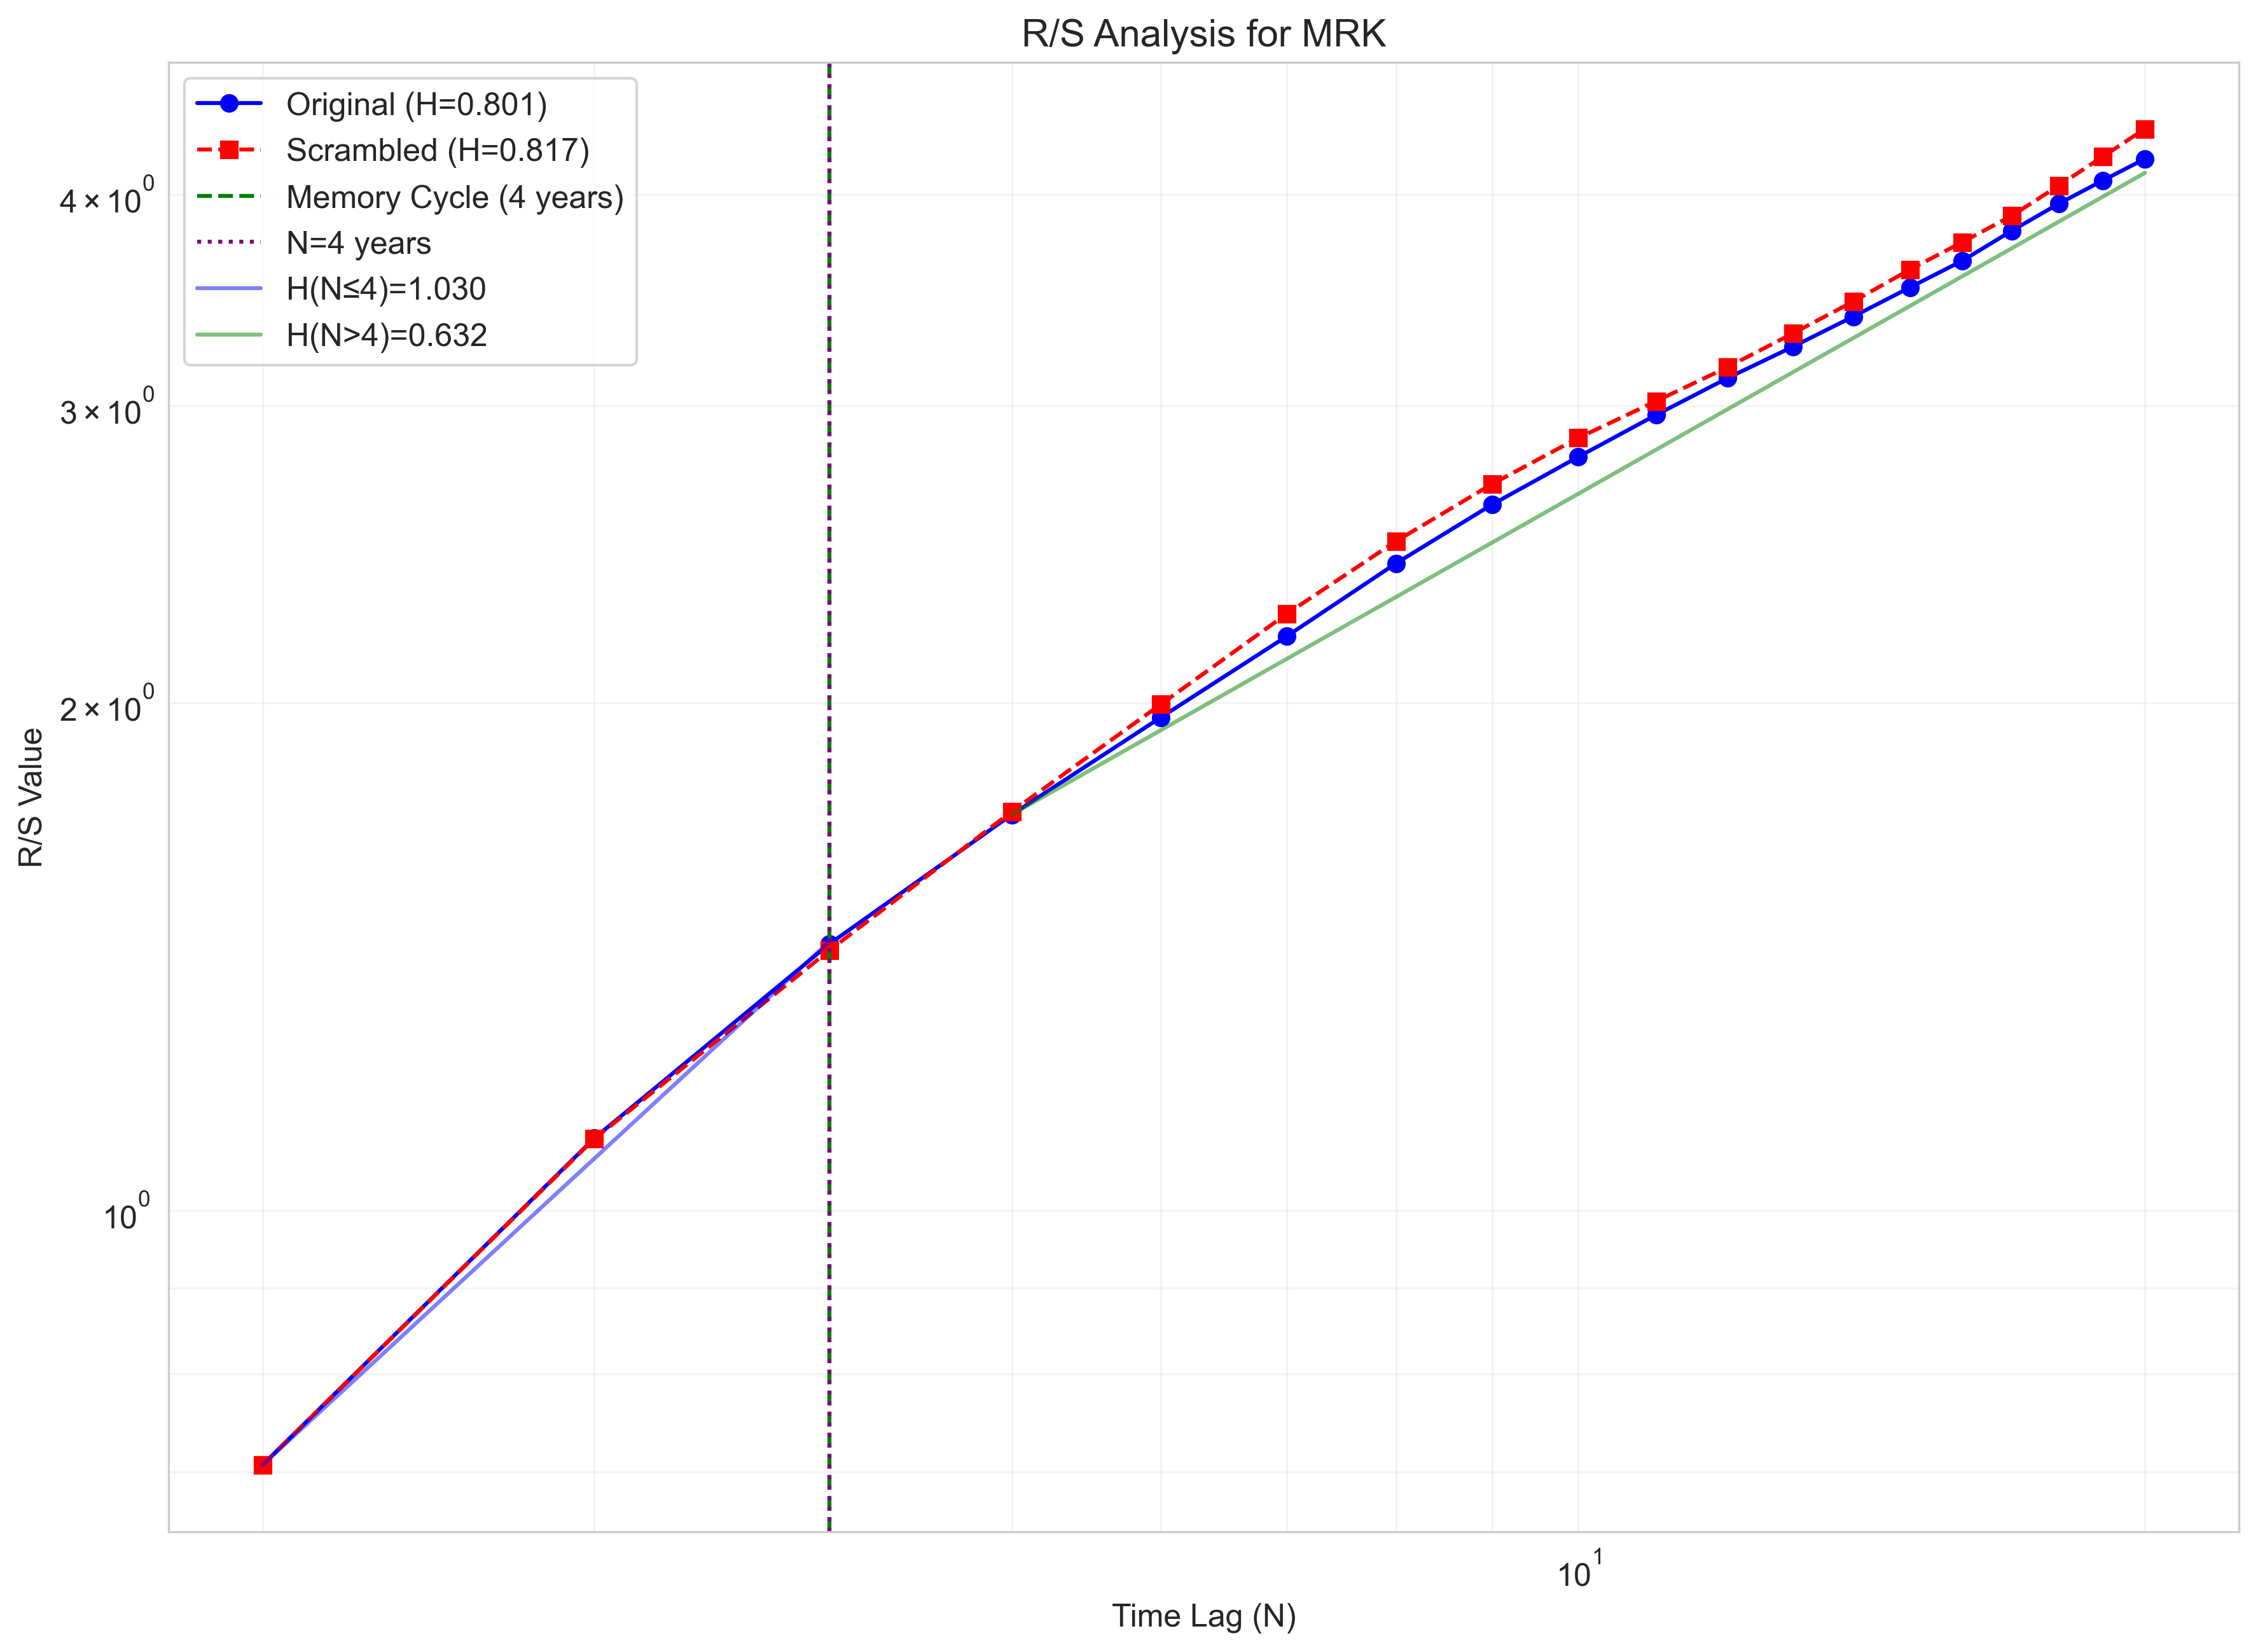 R/S Analysis for MRK
Original (H=0.801)
Scrambled (H=0.817)
Memory Cycle (4 years)
N=4 years
H(N≤4)=1.030
H(N>4)=0.632
4 × 10⁰
3 × 10⁰
2 × 10⁰
10⁰
R/S Value
10¹
Time Lag (N)